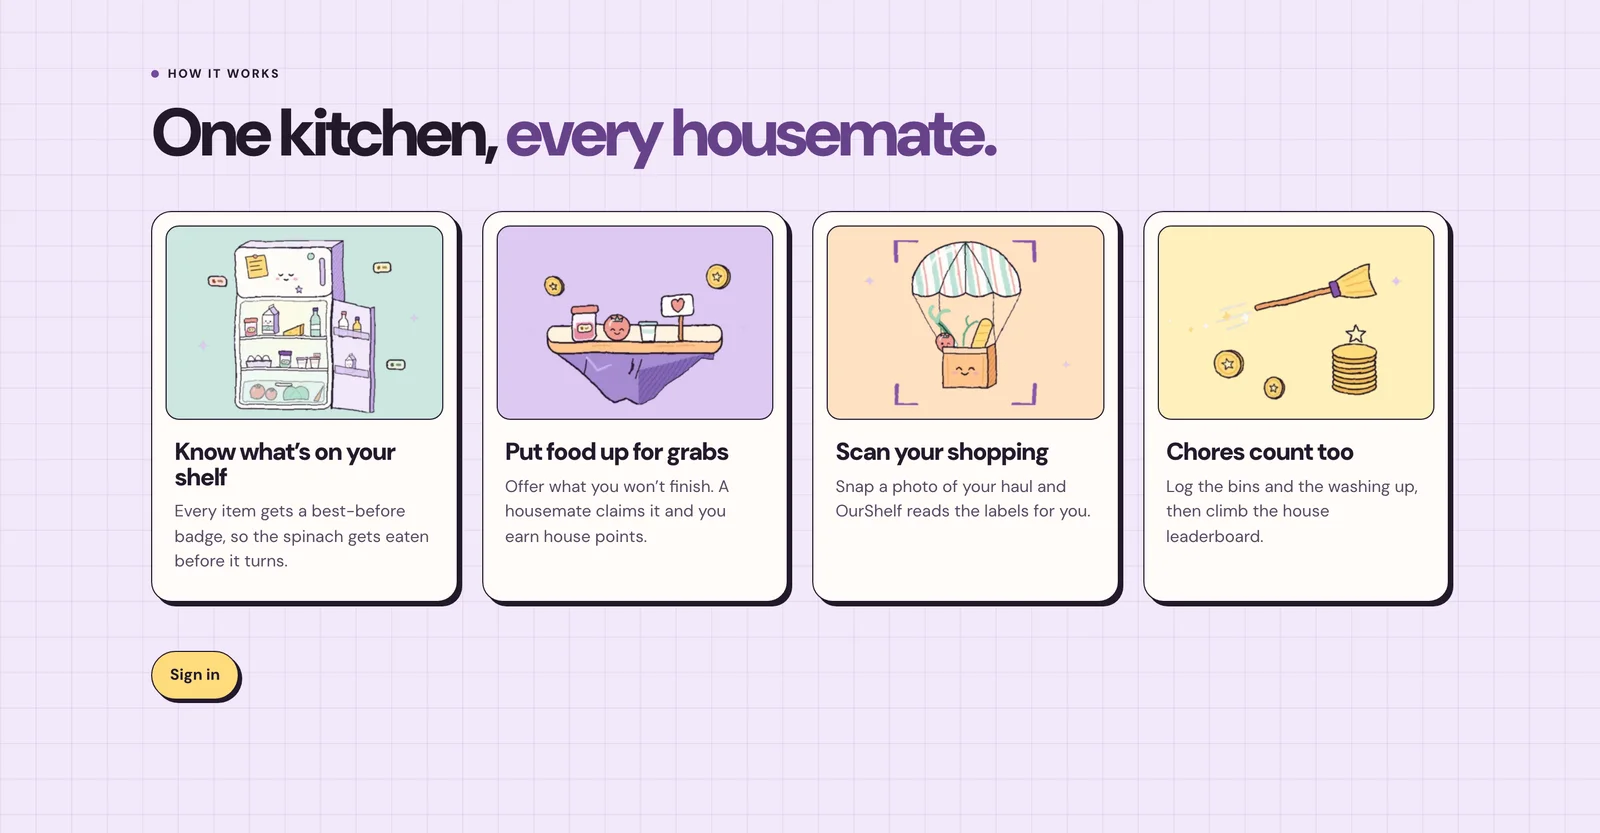 HOW IT WORKS
One kitchen, every housemate.
Know what’s on your
shelf
Every item gets a best-before
badge, so the spinach gets eaten
before it turns.
Put food up for grabs
Offer what you won’t finish. A
housemate claims it and you
earn house points.
Scan your shopping
Snap a photo of your haul and
OurShelf reads the labels for you.
Chores count too
Log the bins and the washing up,
then climb the house
leaderboard.
Sign in